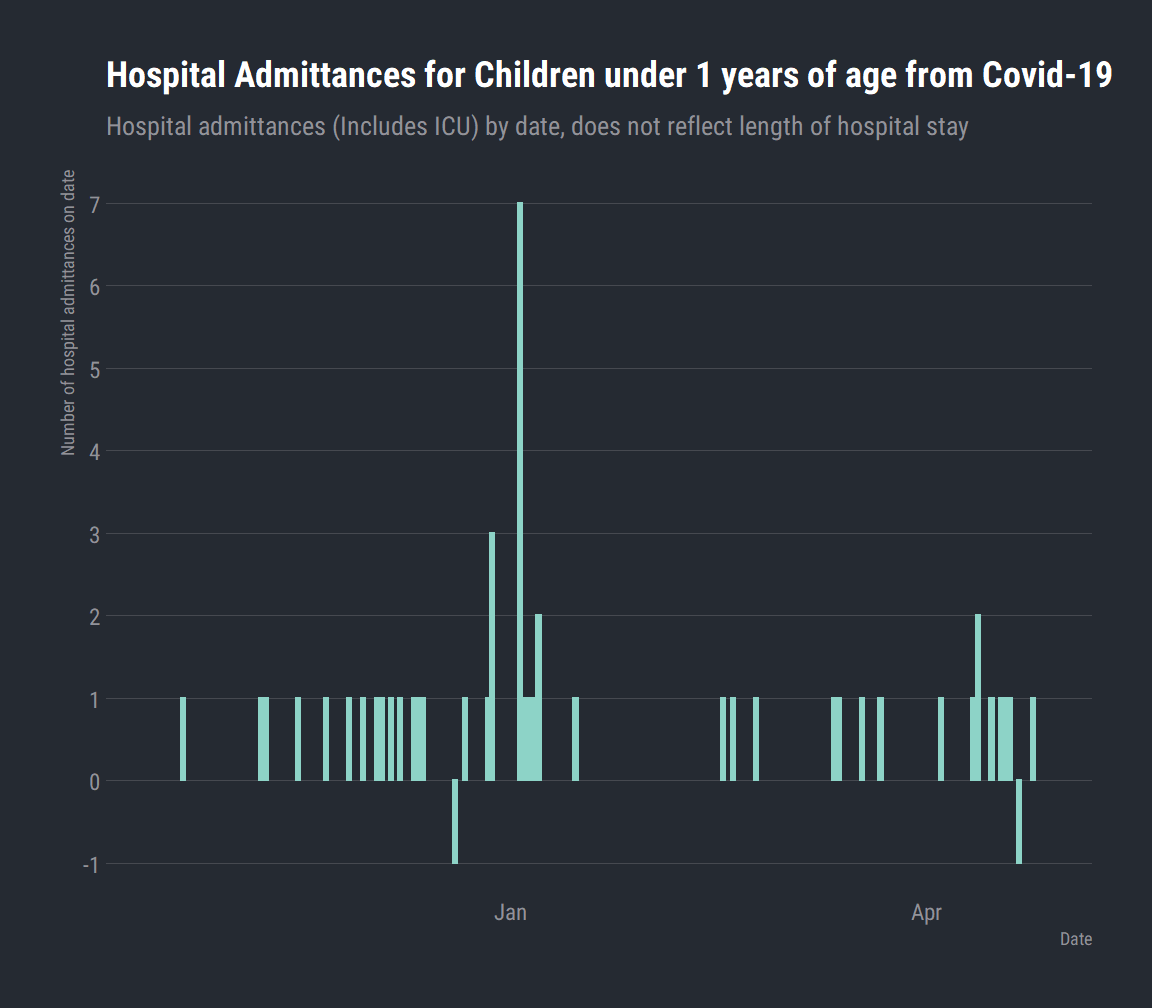 Hospital Admittances for Children under 1 years of age from Covid-19
Hospital admittances (Includes ICU) by date, does not reflect length of hospital stay
Number of hospital admittances on date
7
6
5
4
3
2
1
0
-1
Jan
Apr
Date